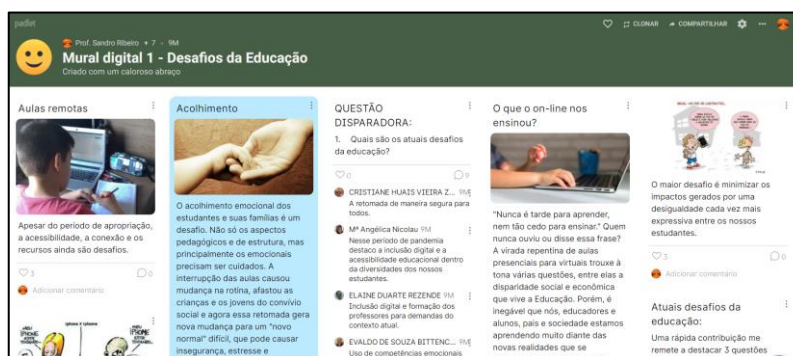 padlet
CLONAR
COMPARTILHAR
Prof. Sandro Ribeiro + 7 - 9M
Mural digital 1 - Desafios da Educação
Criado com um caloroso abraço
Aulas remotas
Apesar do período de apropriação,
a acessibilidade, a conexão e os
recursos ainda são desafios.
3
0
Adicionar comentário
Acolhimento
O acolhimento emocional dos
estudantes e suas famílias é um
desafio. Não só os aspectos
pedagógicos e de estrutura, mas
principalmente os emocionais
precisam ser cuidados. A
interrupção das aulas causou
mudança na rotina, afastou as
crianças e os jovens do convívio
social e agora essa retomada gera
nova mudança para um "novo
normal" difícil, que pode causar
insegurança, estresse e
QUESTÃO
DISPARADORA:
1. Quais são os atuais desafios
da educação?
0
9
CRISTIANE HUAIS VIEIRA Z... 9M
A retomada de maneira segura para
todos.
Mª Angélica Nicolau 9M
Nesse período de pandemia
destaco a inclusão digital e a
acessibilidade educacional dentro
da diversidades dos nossos
estudantes.
ELAINE DUARTE REZENDE 9M
Inclusão digital e formação dos
professores para demandas do
contexto atual.
EVALDO DE SOUZA BITTENC... 9M
Uso de competências emocionais
O que o on-line nos
ensinou?
"Nunca é tarde para aprender,
nem tão cedo para ensinar." Quem
nunca ouviu ou disse essa frase?
A virada repentina de aulas
presenciais para virtuais trouxe à
tona várias questões, entre elas a
disparidade social e econômica
que vive a Educação. Porém, é
inegável que nós, educadores e
alunos, pais e sociedade estamos
aprendendo muito diante das
novas realidades que se
O maior desafio é minimizar os
impactos gerados por uma
desigualdade cada vez mais
expressiva entre os nossos
estudantes.
3
0
Adicionar comentário
Atuais desafios da
educação:
Uma rápida contribuição me
remete a destacar 3 questões